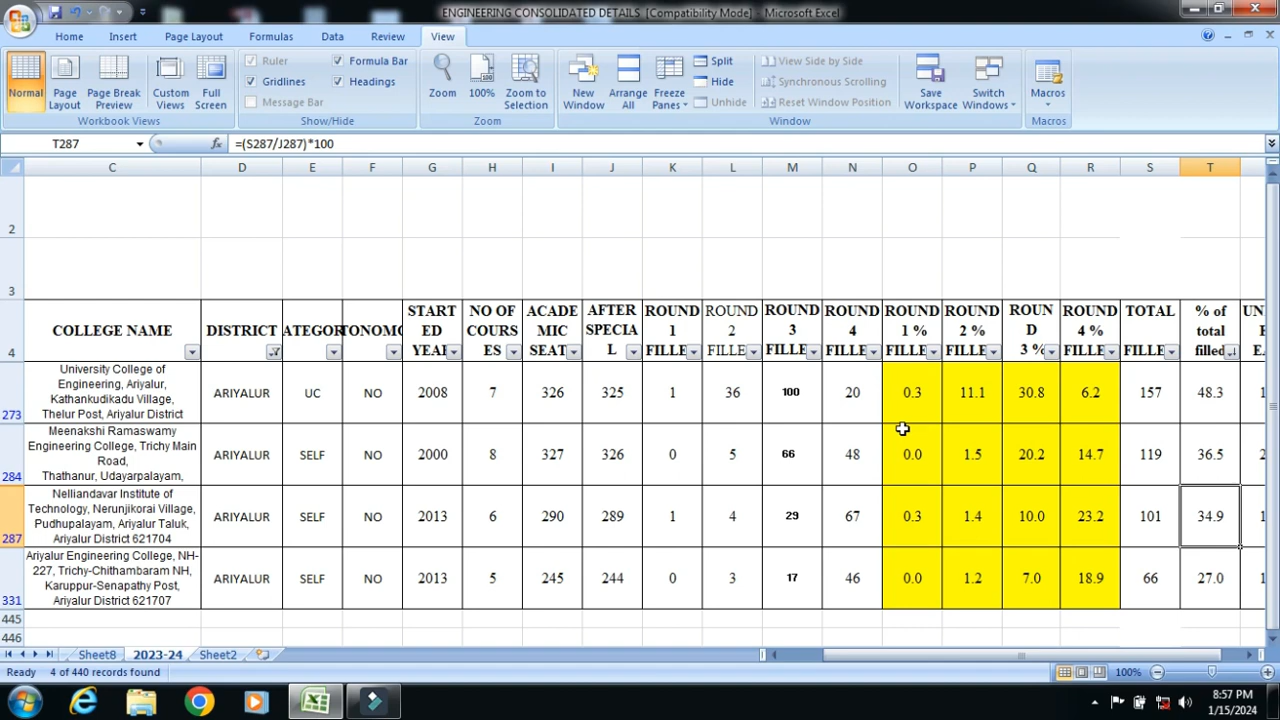 ENGINEERING CONSOLIDATED DETAILS [Compatibility Mode] - Microsoft Excel
Home Insert Page Layout Formulas Data Review View
Ruler Formula Bar
Gridlines Headings
Message Bar
Normal Page Layout Page Break Preview Custom Views Full Screen
Zoom 100% Zoom to Selection
New Window Arrange All Freeze Panes Split Hide Unhide
View Side by Side
Synchronous Scrolling
Reset Window Position
Save Workspace Switch Windows Macros
Workbook Views Show/Hide Zoom Window Macros
T287 fx =(S287/J287)*100
C D E F G H I J K L M N O P Q R S T
2
3
4 COLLEGE NAME DISTRICT ATEGOR TONOMO START ED YEAR NO OF COURS ES ACADE MIC SEAT AFTER SPECIA L ROUND 1 FILLE ROUND 2 FILLE ROUND 3 FILLE ROUND 4 FILLE ROUND 1 % FILLE ROUND 2 % FILLE ROUN D 3 % ROUND 4 % FILLE TOTAL FILLE % of total filled
273 University College of
Engineering, Ariyalur,
Kathankudikadu Village,
Thelur Post, Ariyalur District
ARIYALUR UC NO 2008 7 326 325 1 36 100 20 0.3 11.1 30.8 6.2 157 48.3
284 Meenakshi Ramaswamy
Engineering College, Trichy Main
Road,
Thathanur, Udayarpalayam,
ARIYALUR SELF NO 2000 8 327 326 0 5 66 48 0.0 1.5 20.2 14.7 119 36.5
287 Nelliandavar Institute of
Technology, Nerunjikorai Village,
Pudhupalayam, Ariyalur Taluk,
Ariyalur District 621704
ARIYALUR SELF NO 2013 6 290 289 1 4 29 67 0.3 1.4 10.0 23.2 101 34.9
331 Ariyalur Engineering College, NH-
227, Trichy-Chithambaram NH,
Karuppur-Senapathy Post,
Ariyalur District 621707
ARIYALUR SELF NO 2013 5 245 244 0 3 17 46 0.0 1.2 7.0 18.9 66 27.0
445
446
Sheet8 2023-24 Sheet2
Ready 4 of 440 records found 100%
8:57 PM
1/15/2024